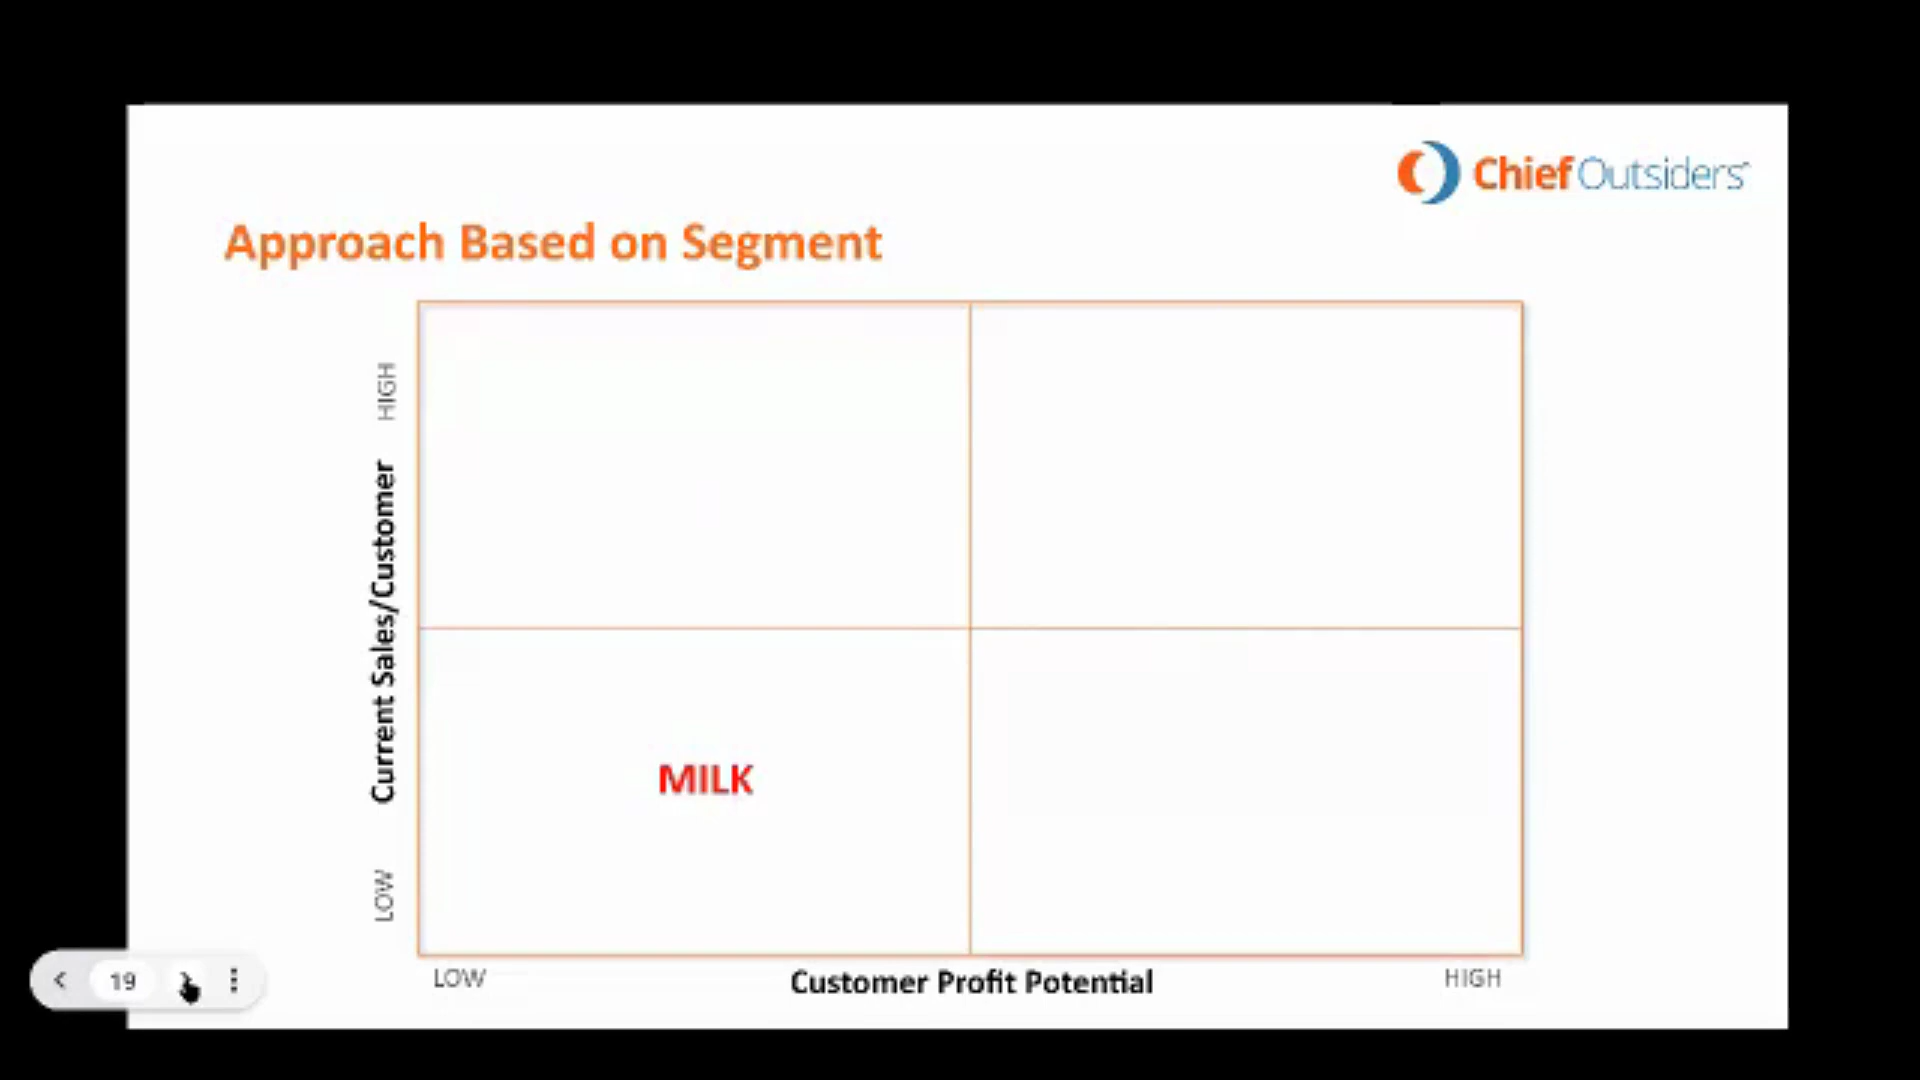 Chief Outsiders
Approach Based on Segment
HIGH
Current Sales/Customer
LOW
MILK
LOW
Customer Profit Potential
HIGH
19